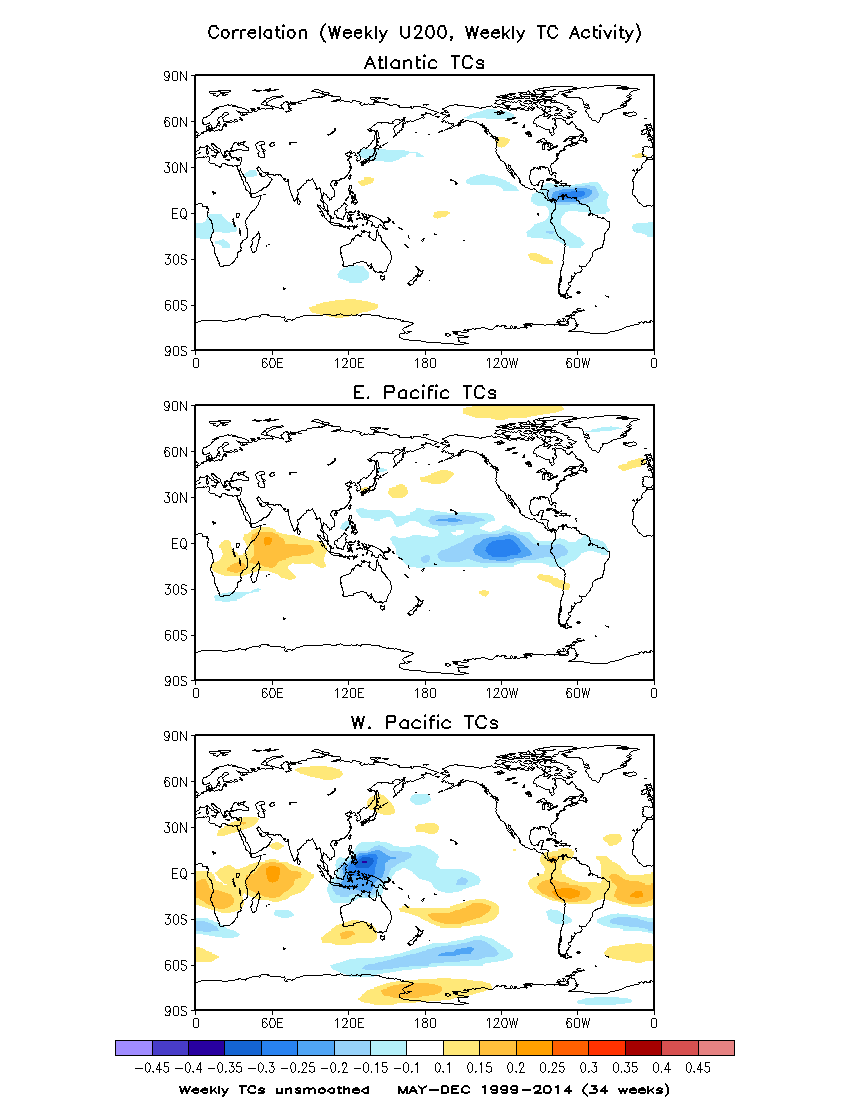 Correlation (Weekly U200, Weekly TC Activity)
Atlantic TCs
90N
60N
30N
EQ
30S
60S
90S
0 60E 120E 180 120W 60W 0
E. Pacific TCs
90N
60N
30N
EQ
30S
60S
90S
0 60E 120E 180 120W 60W 0
W. Pacific TCs
90N
60N
30N
EQ
30S
60S
90S
0 60E 120E 180 120W 60W 0
-0.45 -0.4 -0.35 -0.3 -0.25 -0.2 -0.15 -0.1 0.1 0.15 0.2 0.25 0.3 0.35 0.4 0.45
Weekly TCs unsmoothed MAY-DEC 1999-2014 (34 weeks)